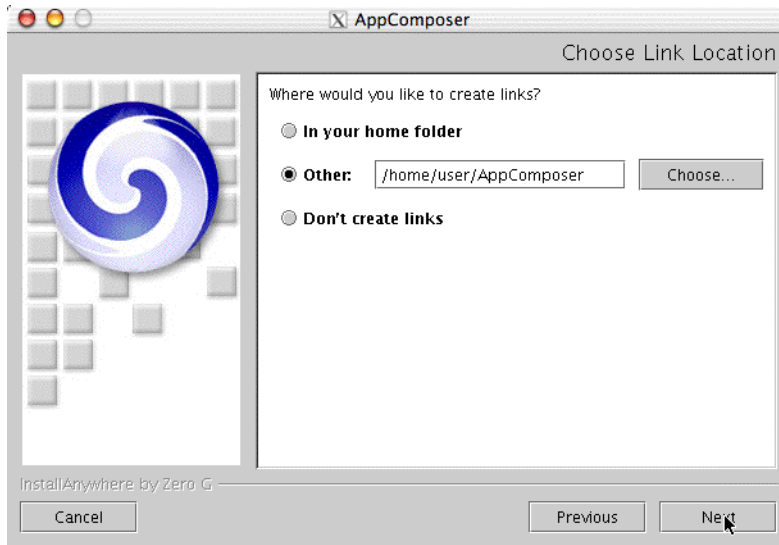 AppComposer
Choose Link Location
Where would you like to create links?
In your home folder
Other: /home/user/AppComposer Choose...
Don't create links
InstallAnywhere by Zero G
Cancel Previous Next